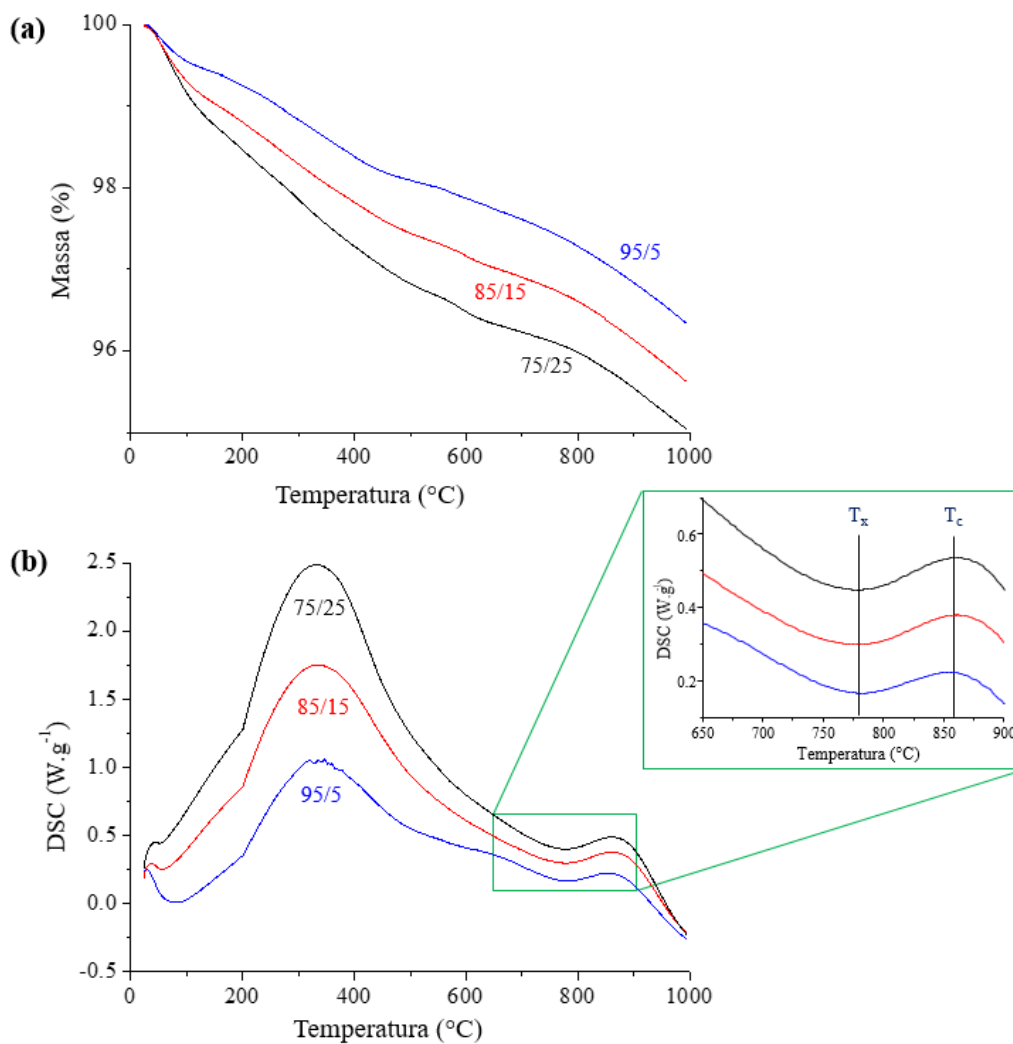 (a)
100
98
96
Massa (%)
95/5
85/15
75/25
0 200 400 600 800 1000
Temperatura (°C)
(b)
2.5
2.0
1.5
1.0
0.5
0.0
-0.5
DSC (W.g⁻¹)
75/25
85/15
95/5
0 200 400 600 800 1000
Temperatura (°C)
Tₓ T꜀
0.6
0.4
0.2
DSC (W.g⁻¹)
650 700 750 800 850 900
Temperatura (°C)